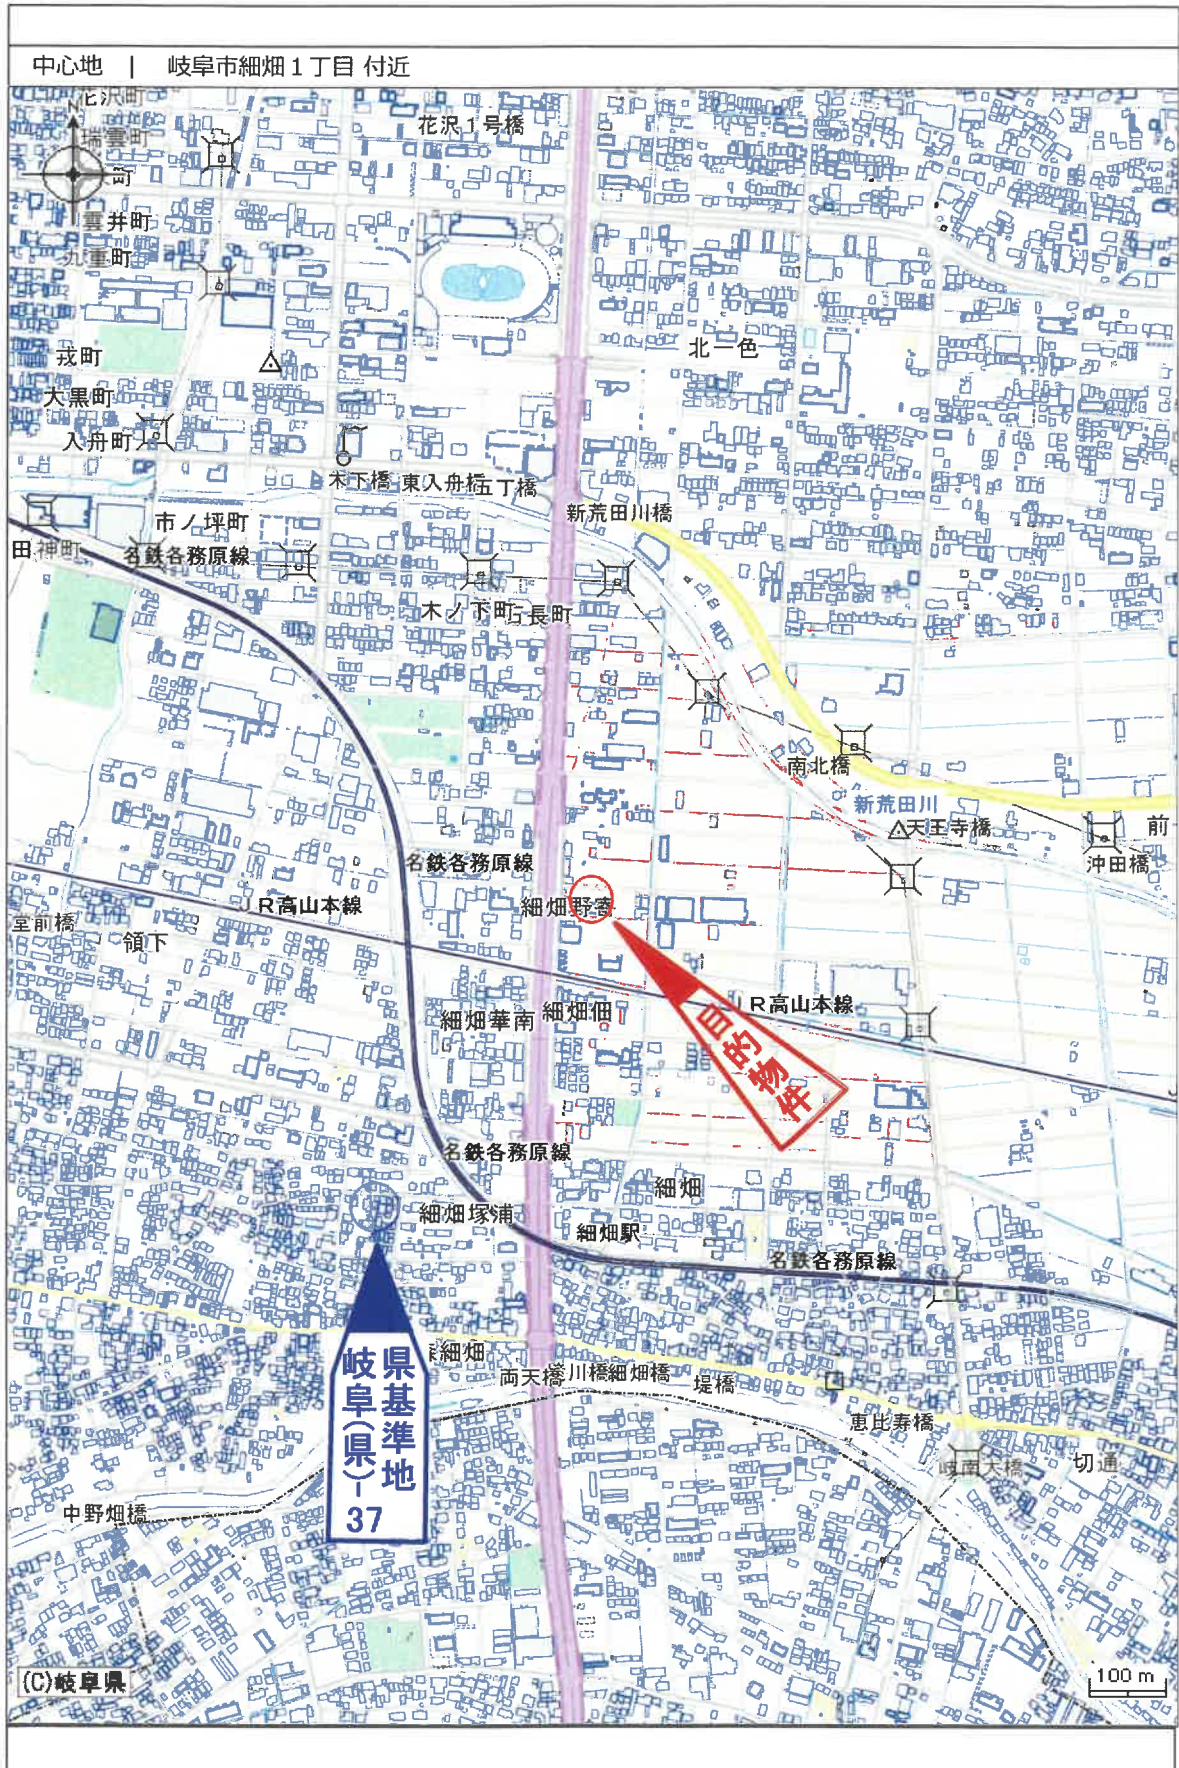 中心地 | 岐阜市細畑1丁目 付近
花沢町
N
瑞雲町
町
雲井町
九重町
花沢1号橋
戎町
大黒町
入舟町
北一色
木下橋
東入舟橋
五丁橋
新荒田川橋
市ノ坪町
田神町
名鉄各務原線
木ノ下町
南北橋
新荒田川
天王寺橋
前
沖田橋
名鉄各務原線
JR高山本線
細畑野寄
堂前橋
領下
細畑華南
細畑佃
JR高山本線
目的物件
名鉄各務原線
細畑
細畑塚浦
細畑駅
名鉄各務原線
県基準地
岐阜(県)-
37
細畑
両天橋
細畑橋
堤橋
恵比寿橋
岐南大橋
切通
中野畑橋
(C)岐阜県
100 m